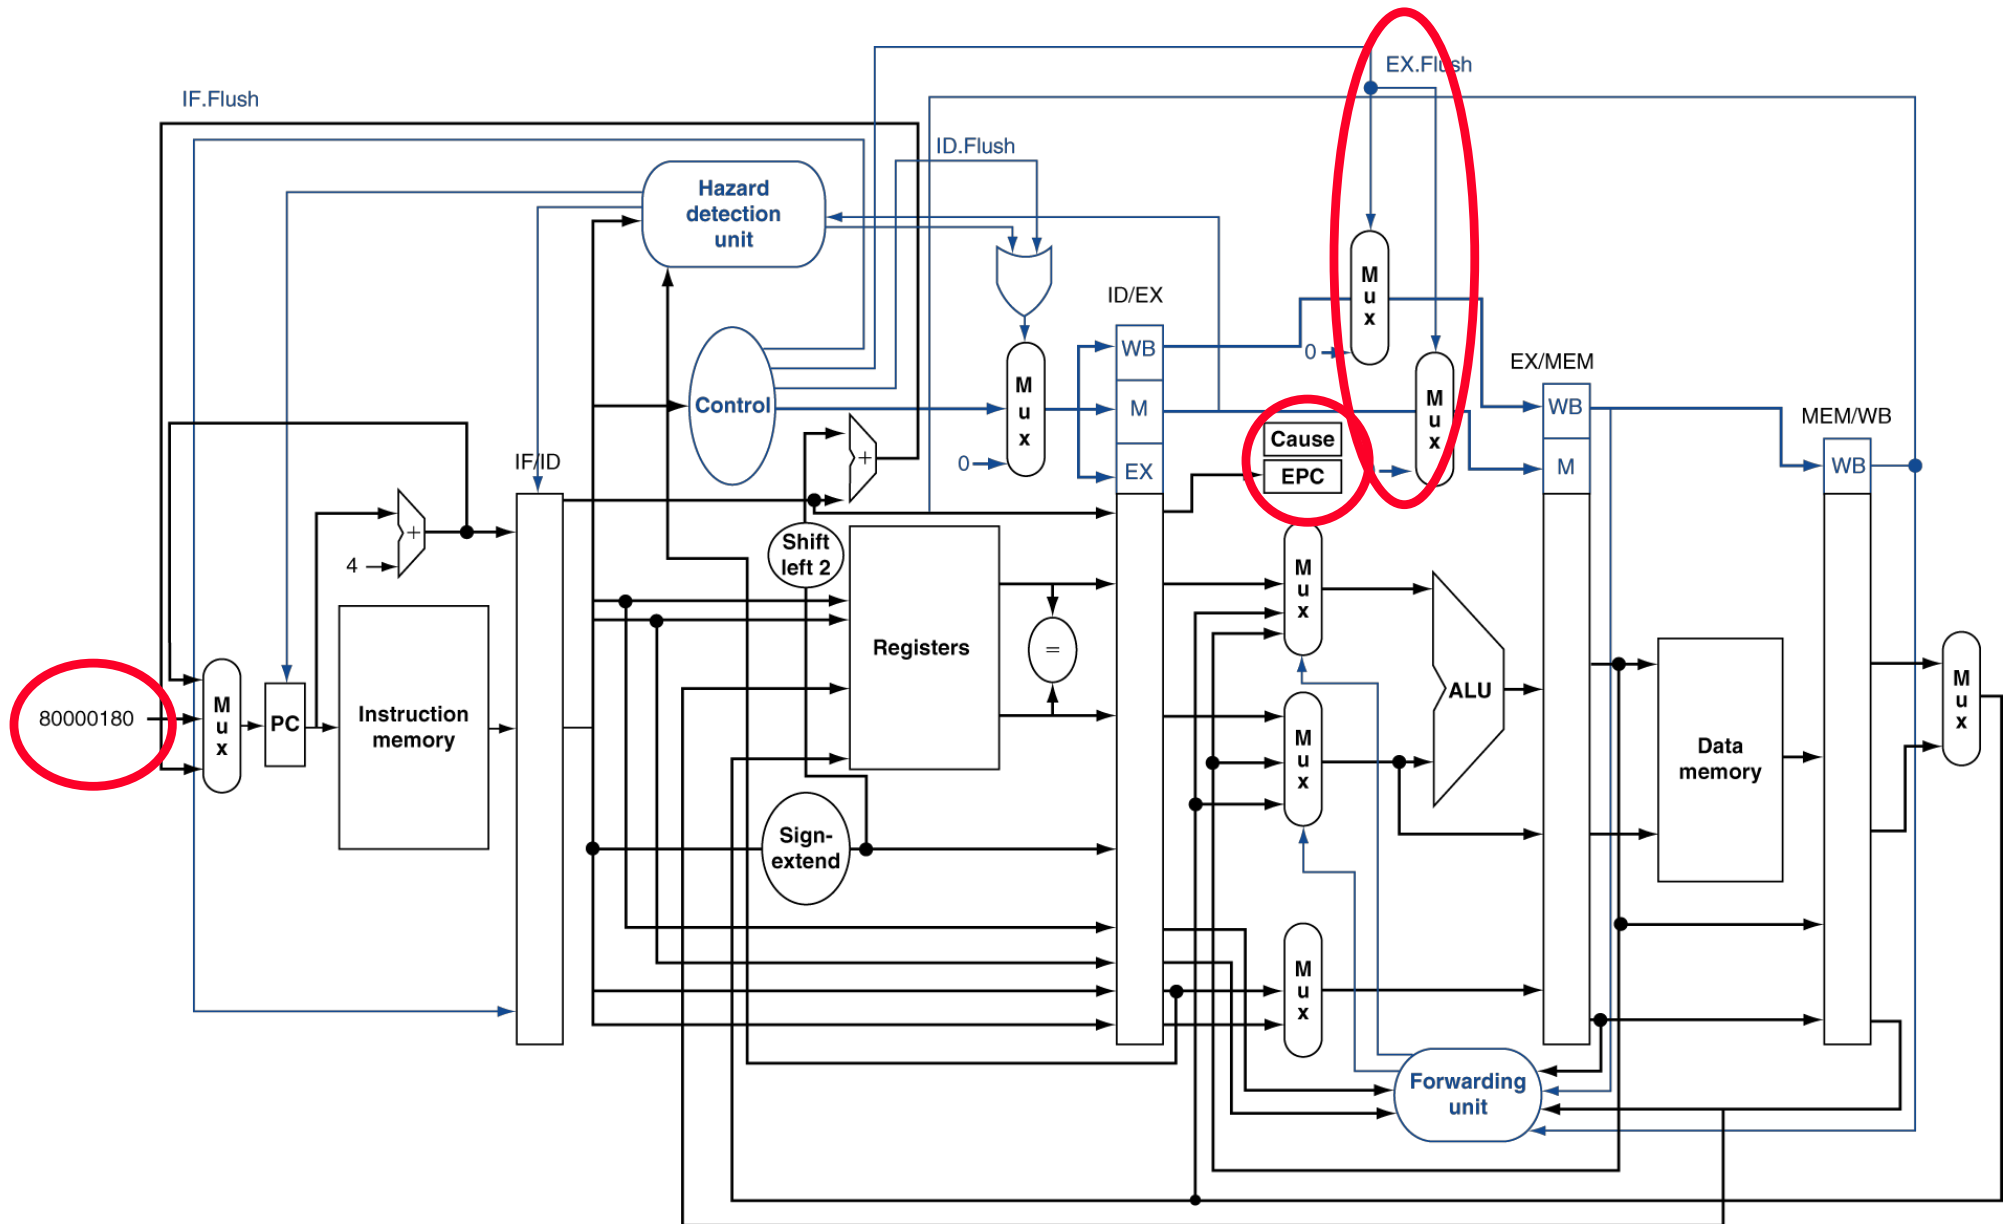 EX.Flush
IF.Flush
ID.Flush
Hazard
detection
unit
M
u
x
ID/EX
0
WB
EX/MEM
M
u
x
Control
M
u
x
M
WB
MEM/WB
Cause
+
IF/ID
0
EX
EPC
M
WB
+
4
Shift
left 2
M
u
x
Registers
=
ALU
80000180
M
u
x
PC
Instruction
memory
M
u
x
Data
memory
M
u
x
Sign-
extend
M
u
x
Forwarding
unit